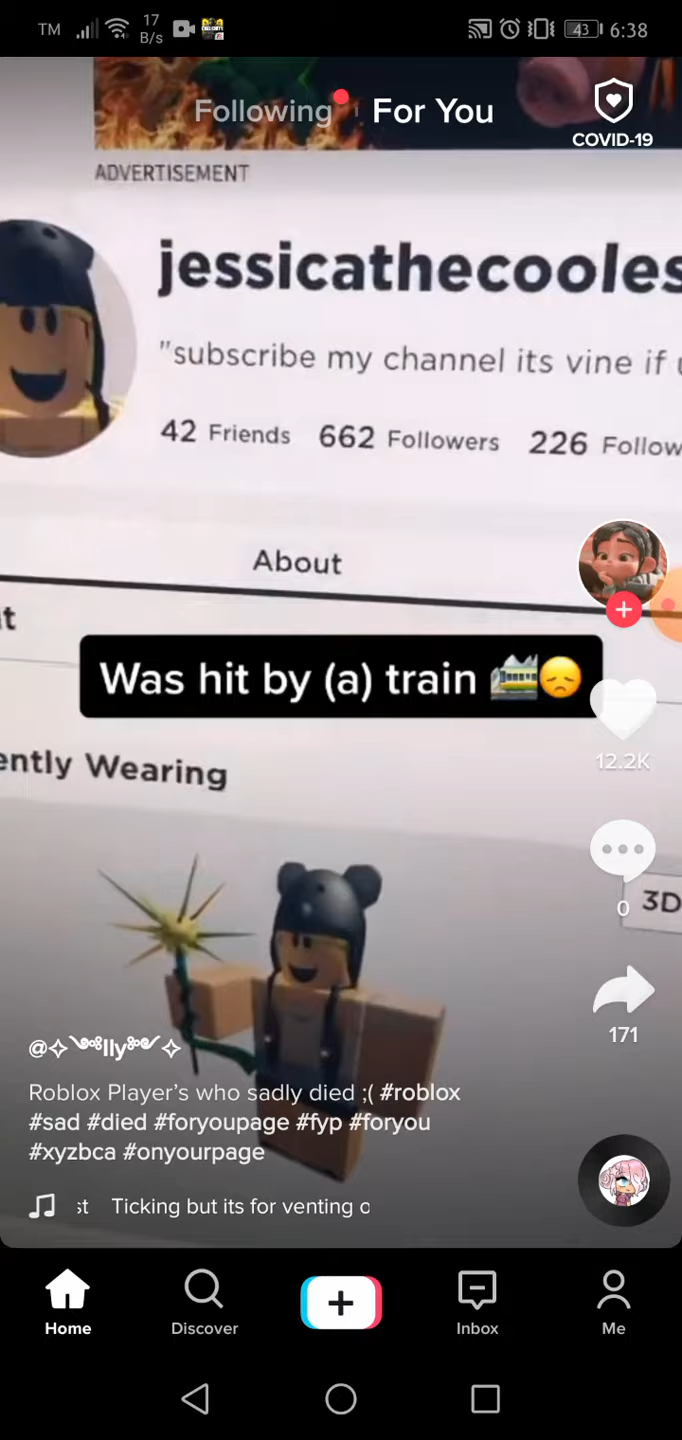 TM 17 B/s 43 6:38
Following For You
COVID-19
ADVERTISEMENT
jessicathecooles
"subscribe my channel its vine if u
42 Friends 662 Followers 226 Follow
About
t
Was hit by (a) train 🚞😞
ently Wearing
12.2K
0
3D
171
@✧༺lly༻✧
Roblox Player's who sadly died ;( #roblox
#sad #died #foryoupage #fyp #foryou
#xyzbca #onyourpage
st Ticking but its for venting o
Home Discover Inbox Me